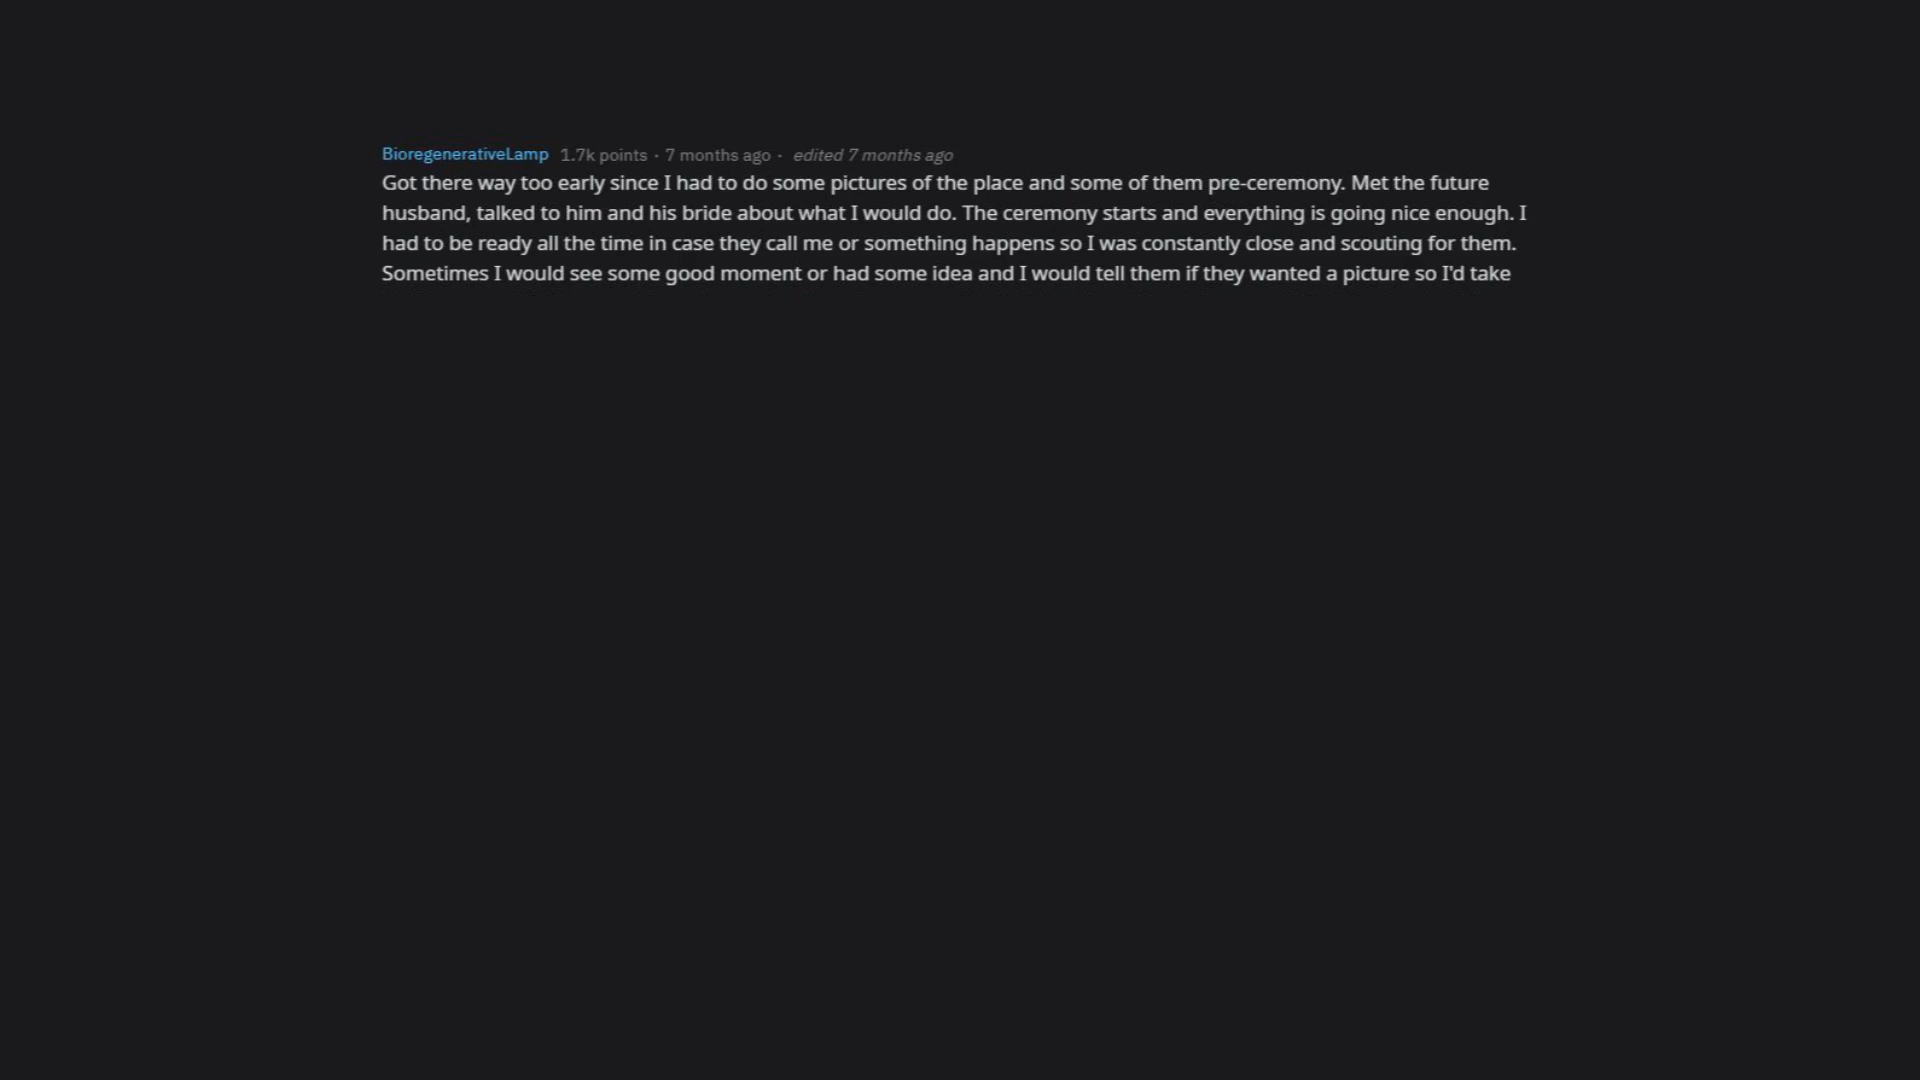 BioregenerativeLamp 1.7k points · 7 months ago · edited 7 months ago
Got there way too early since I had to do some pictures of the place and some of them pre-ceremony. Met the future
husband, talked to him and his bride about what I would do. The ceremony starts and everything is going nice enough. I
had to be ready all the time in case they call me or something happens so I was constantly close and scouting for them.
Sometimes I would see some good moment or had some idea and I would tell them if they wanted a picture so I'd take